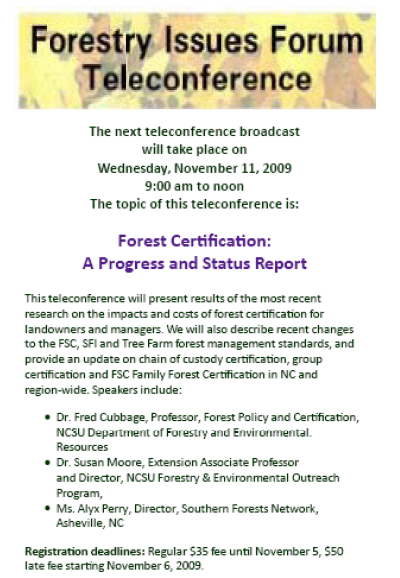 Forestry Issues Forum
Teleconference
The next teleconference broadcast
will take place on
Wednesday, November 11, 2009
9:00 am to noon
The topic of this teleconference is:
Forest Certification:
A Progress and Status Report
This teleconference will present results of the most recent
research on the impacts and costs of forest certification for
landowners and managers. We will also describe recent changes
to the FSC, SFI and Tree Farm forest management standards, and
provide an update on chain of custody certification, group
certification and FSC Family Forest Certification in NC and
region-wide. Speakers include:
• Dr. Fred Cubbage, Professor, Forest Policy and Certification,
NCSU Department of Forestry and Environmental.
Resources
• Dr. Susan Moore, Extension Associate Professor
and Director, NCSU Forestry & Environmental Outreach
Program,
• Ms. Alyx Perry, Director, Southern Forests Network,
Asheville, NC
Registration deadlines: Regular $35 fee until November 5, $50
late fee starting November 6, 2009.